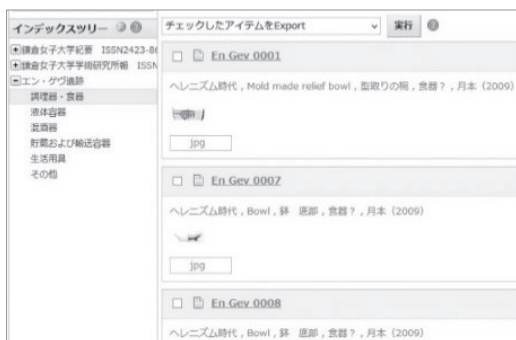 インデックスツリー
鎌倉女子大学紀要 ISSN2423-86
鎌倉女子大学学術研究所報 ISSN
エン・ゲヴ遺跡
調理器・食器
液体容器
混酒器
貯蔵および輸送容器
生活用具
その他
チェックしたアイテムをExport
実行
En Gev 0001
ヘレニズム時代 , Mold made relief bowl , 型取りの碗 , 食器? , 月本 (2009)
jpg
En Gev 0007
ヘレニズム時代 , Bowl , 鉢 底部 , 食器? , 月本 (2009)
jpg
En Gev 0008
ヘレニズム時代 , Bowl , 鉢 底部 , 食器? , 月本 (2009)